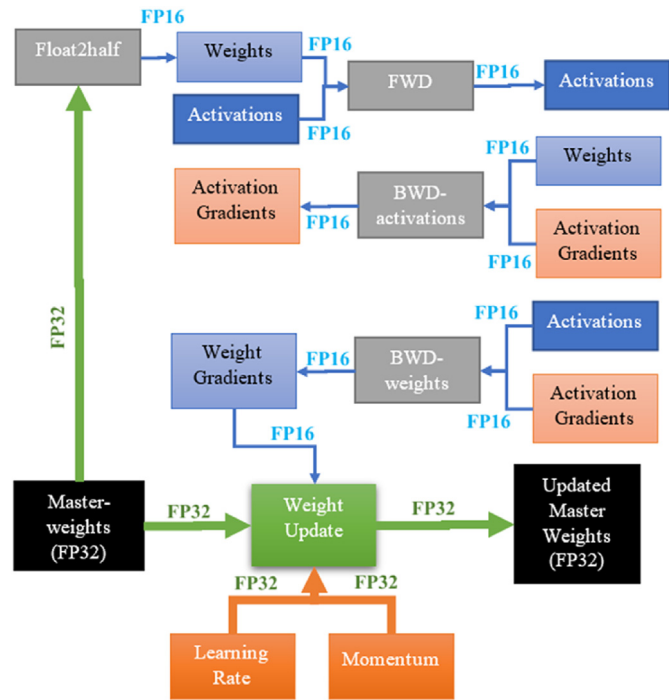 FP16
Float2half
Weights
FP16
FWD
FP16
Activations
Activations
FP16
FP16
Weights
Activation
Gradients
FP16
BWD-
activations
Activation
Gradients
FP16
FP32
Weight
Gradients
FP16
BWD-
weights
FP16
Activations
Activation
Gradients
FP16
FP16
Master-
weights
(FP32)
FP32
Weight
Update
FP32
Updated
Master
Weights
(FP32)
FP32
FP32
Learning
Rate
Momentum